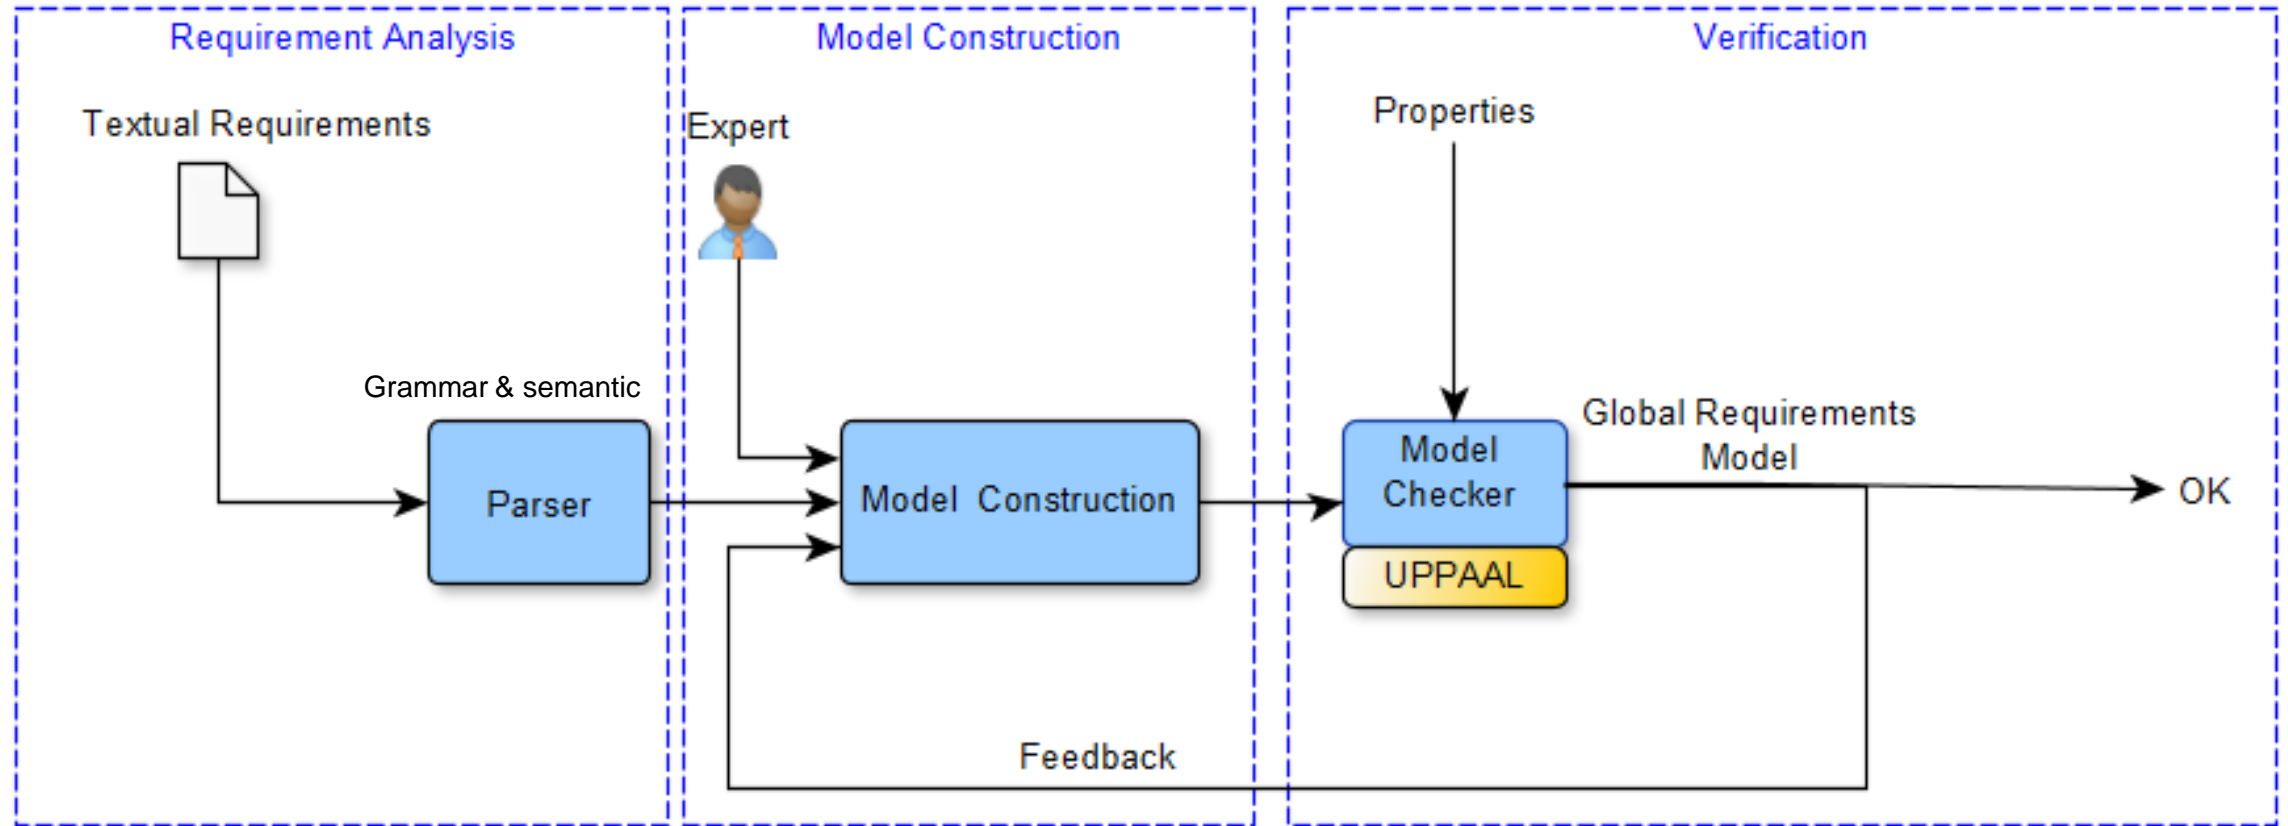 Requirement Analysis
Textual Requirements
Grammar & semantic
Parser
Model Construction
Expert
Model Construction
Feedback
Verification
Properties
Model
Checker
UPPAAL
Global Requirements
Model
OK